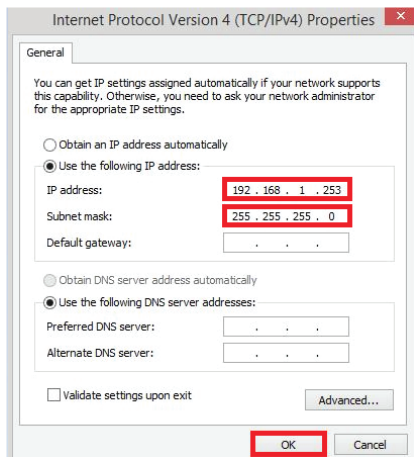 Internet Protocol Version 4 (TCP/IPv4) Properties
General
You can get IP settings assigned automatically if your network supports
this capability. Otherwise, you need to ask your network administrator
for the appropriate IP settings.
Obtain an IP address automatically
Use the following IP address:
IP address: 192 . 168 . 1 . 253
Subnet mask: 255 . 255 . 255 . 0
Default gateway: . . .
Obtain DNS server address automatically
Use the following DNS server addresses:
Preferred DNS server: . . .
Alternate DNS server: . . .
Validate settings upon exit
Advanced...
OK Cancel